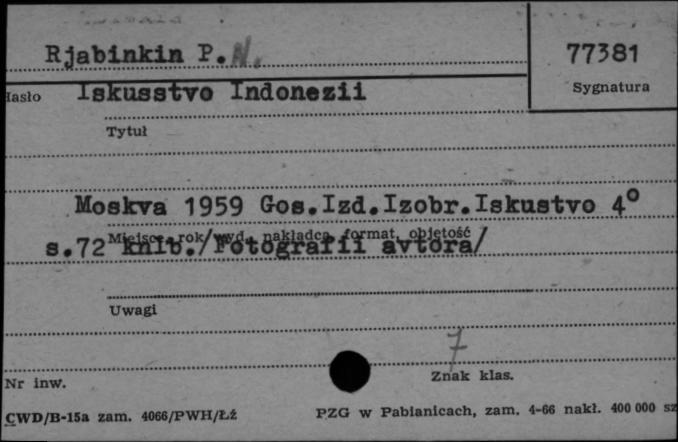 Rjabinkin P. N.
77381
Sygnatura
Hasło Iskusstvo Indonezii
Tytuł
Moskva 1959 Gos.Izd.Izobr.Iskustvo 4°
Miejsce, rok/wyd., nakładca, format, objętość
s.72 /Fotografii avtora/
Uwagi
7
Nr inw.
Znak klas.
CWD/B-15a zam. 4066/PWH/Łż
PZG w Pabianicach, zam. 4-66 nakł. 400 000 sz